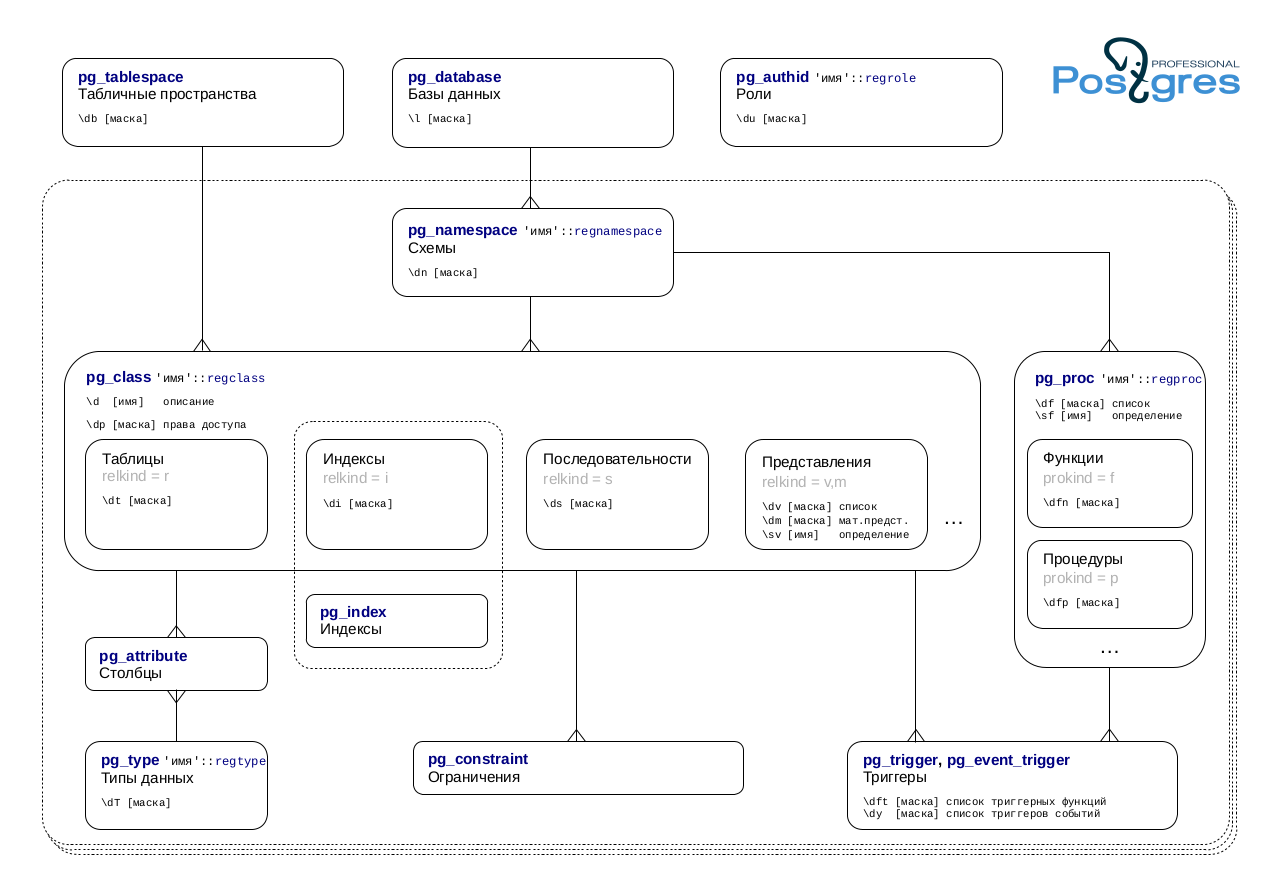 pg_tablespace
Табличные пространства
\db [маска]
pg_database
Базы данных
\l [маска]
pg_authid 'имя'::regrole
Роли
\du [маска]
PROFESSIONAL
Postgres
pg_namespace 'имя'::regnamespace
Схемы
\dn [маска]
pg_class 'имя'::regclass
\d [имя] описание
\dp [маска] права доступа
Таблицы
relkind = r
\dt [маска]
Индексы
relkind = i
\di [маска]
Последовательности
relkind = s
\ds [маска]
Представления
relkind = v,m
\dv [маска] список
\dm [маска] мат.предст.
\sv [имя] определение
...
pg_proc 'имя'::regproc
\df [маска] список
\sf [имя] определение
Функции
prokind = f
\dfn [маска]
Процедуры
prokind = p
\dfp [маска]
...
pg_index
Индексы
pg_attribute
Столбцы
pg_type 'имя'::regtype
Типы данных
\dT [маска]
pg_constraint
Ограничения
pg_trigger, pg_event_trigger
Триггеры
\dft [маска] список триггерных функций
\dy [маска] список триггеров событий